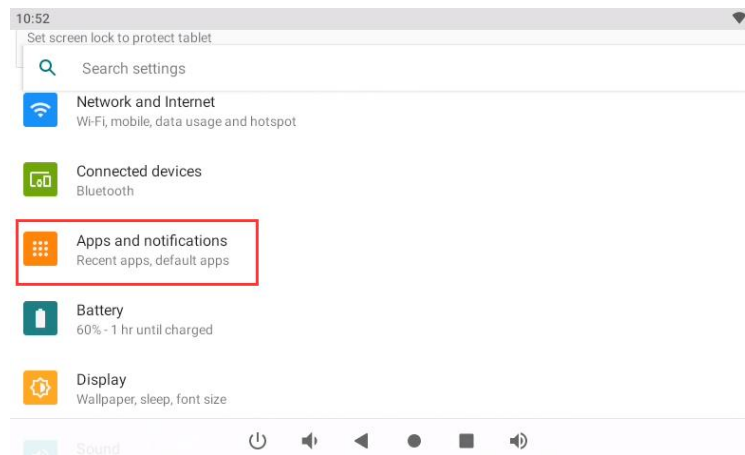 10:52
Set screen lock to protect tablet
Search settings
Network and Internet
Wi-Fi, mobile, data usage and hotspot
Connected devices
Bluetooth
Apps and notifications
Recent apps, default apps
Battery
60% - 1 hr until charged
Display
Wallpaper, sleep, font size
Sound